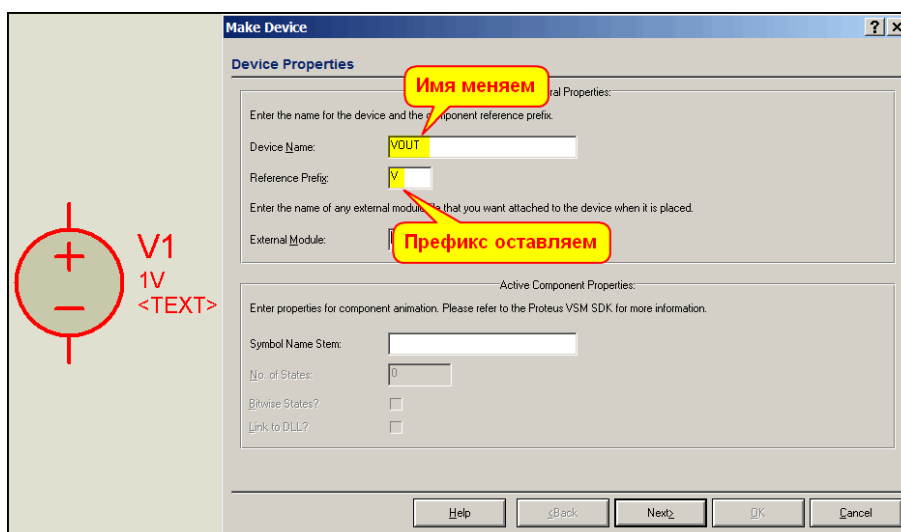 Make Device
Device Properties
Имя меняем
ral Properties:
Enter the name for the device and the component reference prefix.
Device Name:
VOUT
Reference Prefix:
V
Enter the name of any external module file that you want attached to the device when it is placed.
External Module:
Префикс оставляем
V1
1V
<TEXT>
Active Component Properties:
Enter properties for component animation. Please refer to the Proteus VSM SDK for more information.
Symbol Name Stem:
No. of States:
0
Bitwise States?
Link to DLL?
Help
<Back
Next>
OK
Cancel